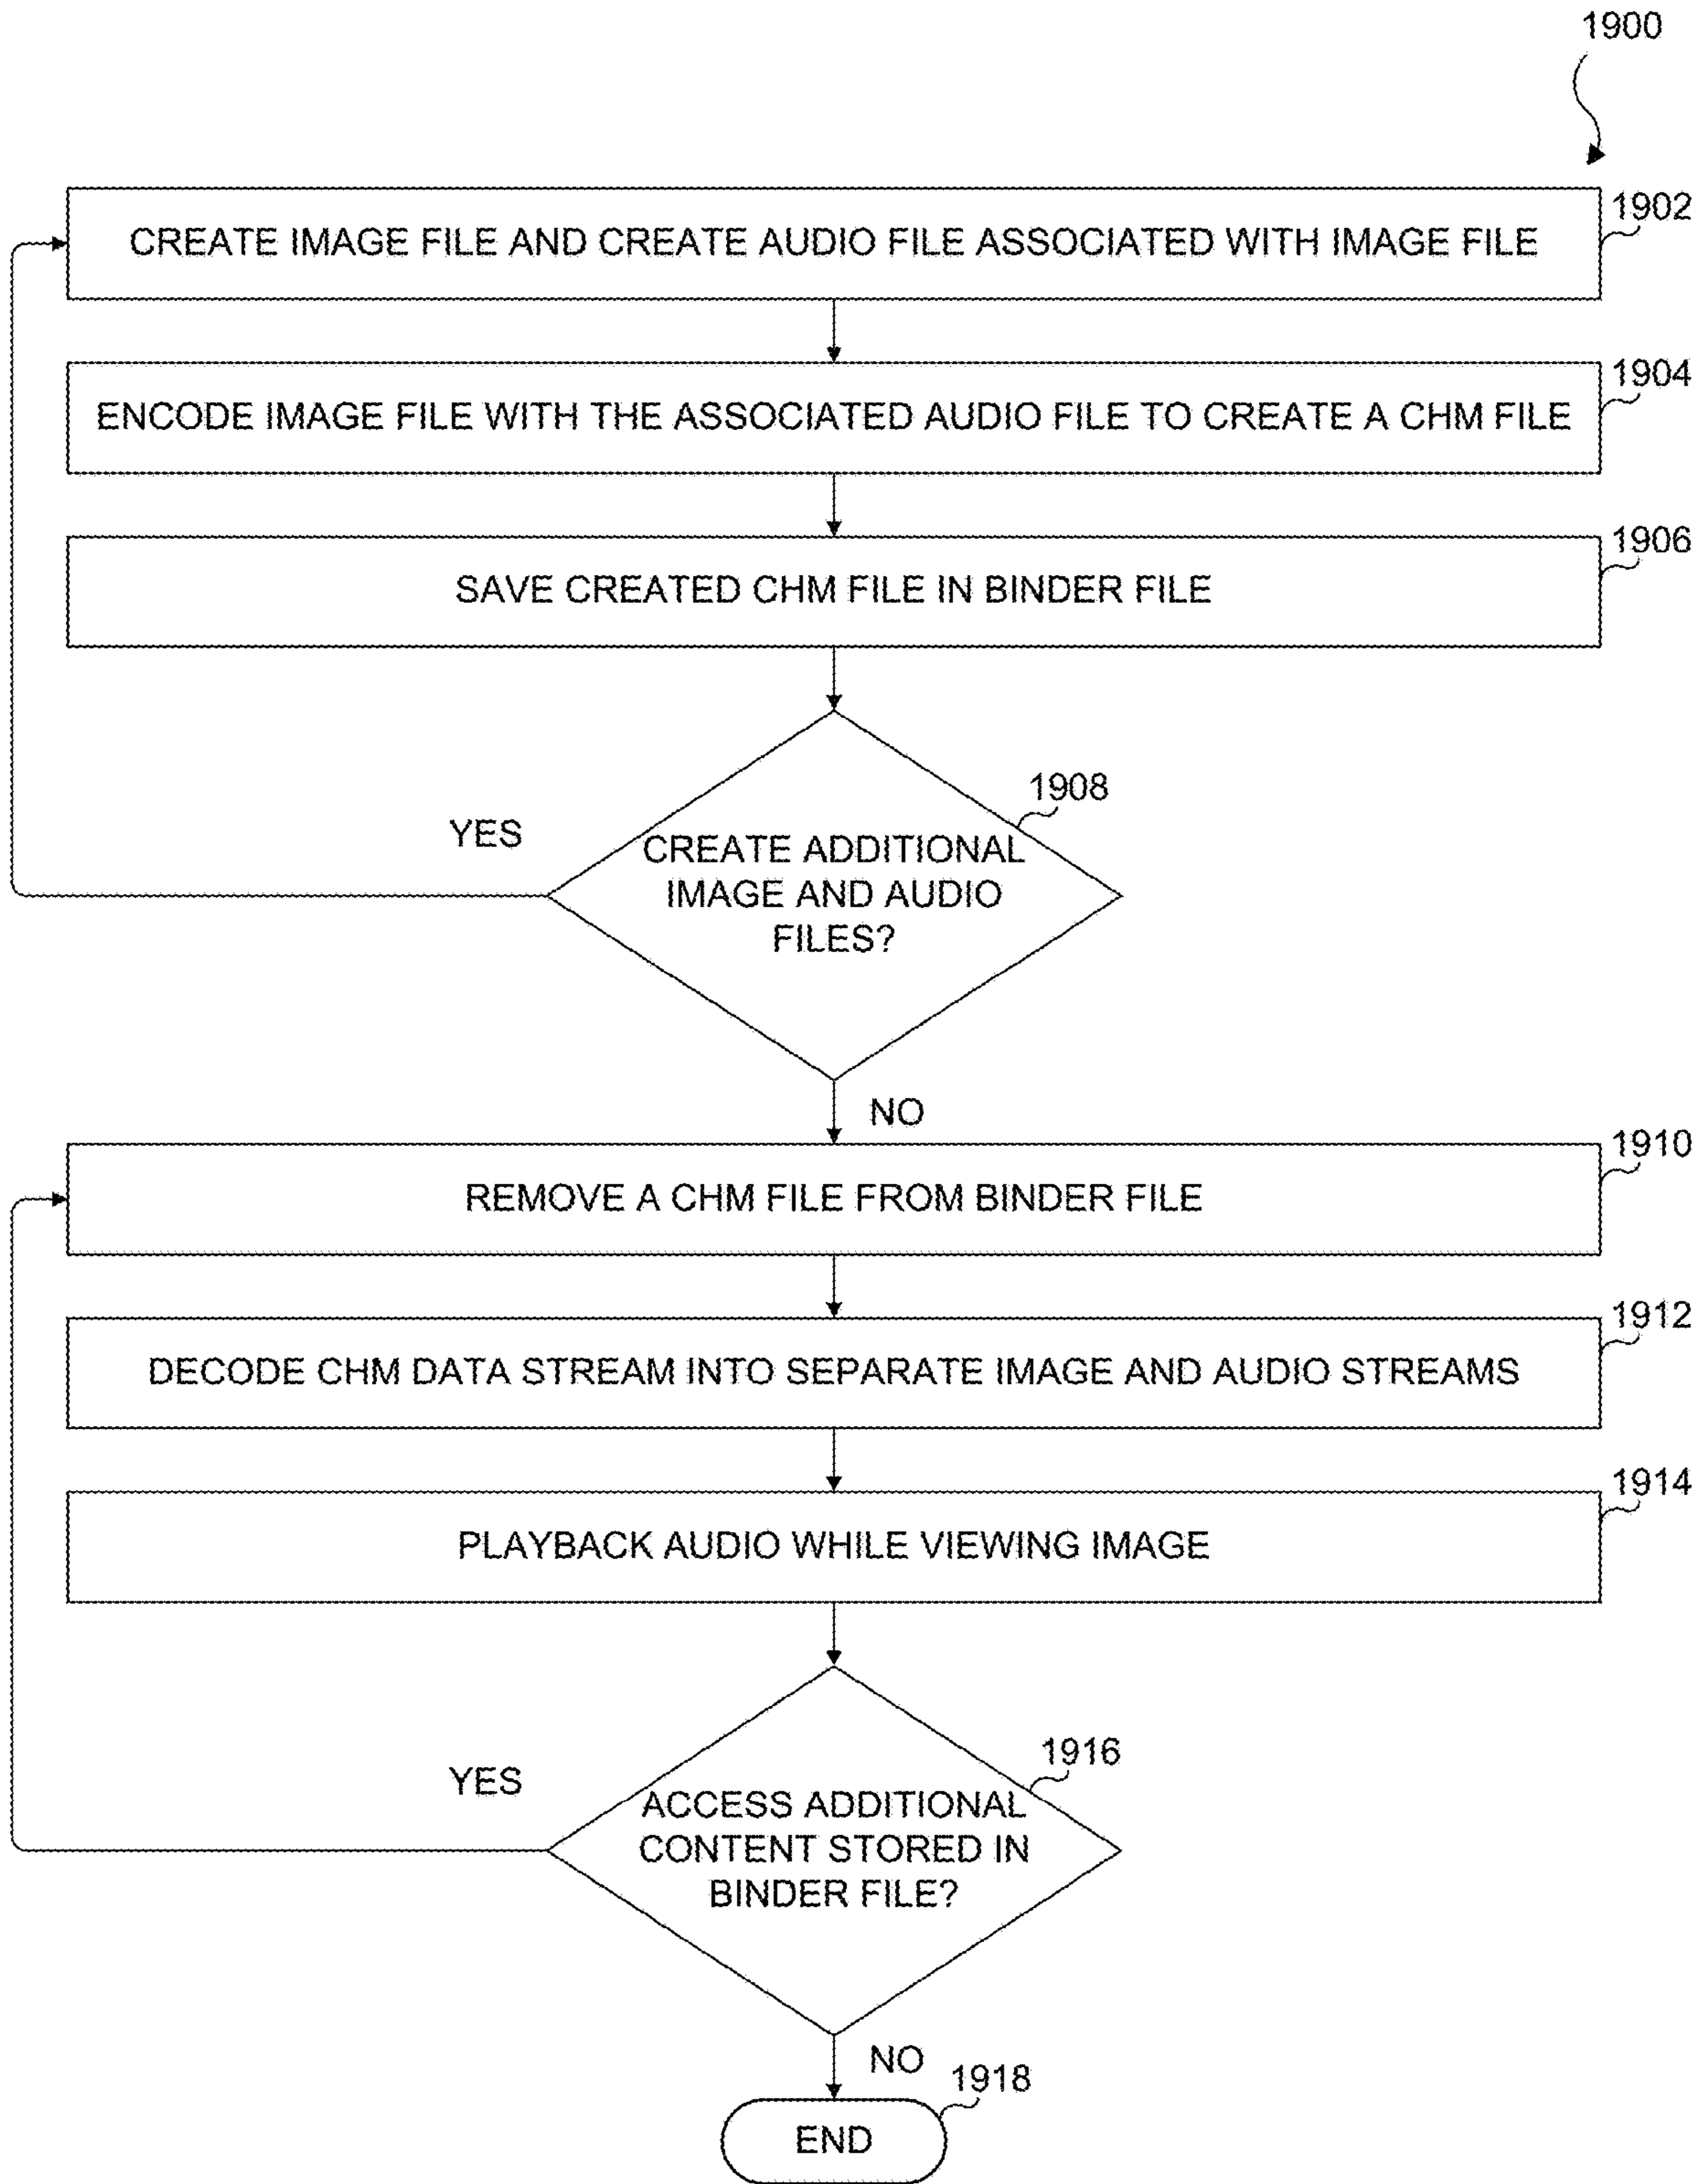 1900
1902
CREATE IMAGE FILE AND CREATE AUDIO FILE ASSOCIATED WITH IMAGE FILE
1904
ENCODE IMAGE FILE WITH THE ASSOCIATED AUDIO FILE TO CREATE A CHM FILE
1906
SAVE CREATED CHM FILE IN BINDER FILE
1908
YES
CREATE ADDITIONAL
IMAGE AND AUDIO
FILES?
NO
1910
REMOVE A CHM FILE FROM BINDER FILE
1912
DECODE CHM DATA STREAM INTO SEPARATE IMAGE AND AUDIO STREAMS
1914
PLAYBACK AUDIO WHILE VIEWING IMAGE
1916
YES
ACCESS ADDITIONAL
CONTENT STORED IN
BINDER FILE?
NO
1918
END